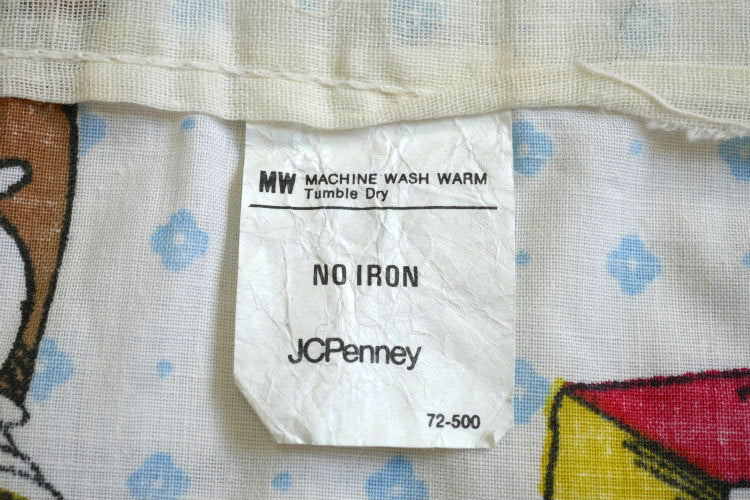 MW MACHINE WASH WARM
Tumble Dry
NO IRON
JCPenney
72-500